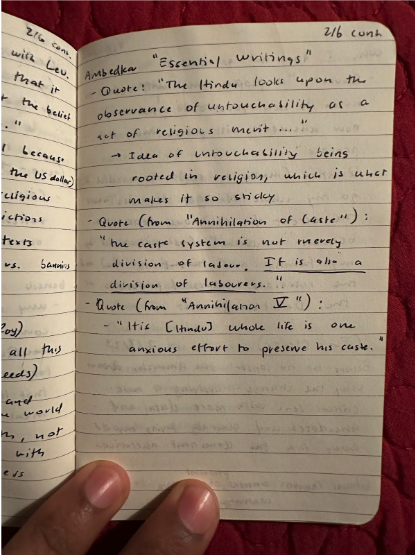 2/6 cont.
with Lev.
that it
the belief
."
because
the US dollar)
religious
ictions
texts
vs. bannis
all this
eeds)
and
world
not
with
2/6 cont.
Ambedkar "Essential Writings"
- Quote: "The Hindu looks upon the
observance of untouchability as a
act of religious merit ...."
→ Idea of untouchability being
rooted in religion, which is what
makes it so sticky
- Quote (from "Annihilation of Caste"):
"the caste system is not merely
division of labour. It is also a
division of labourers."
- Quote (from "Annihilation V"):
- "His [Hindu] whole life is one
anxious effort to preserve his caste."